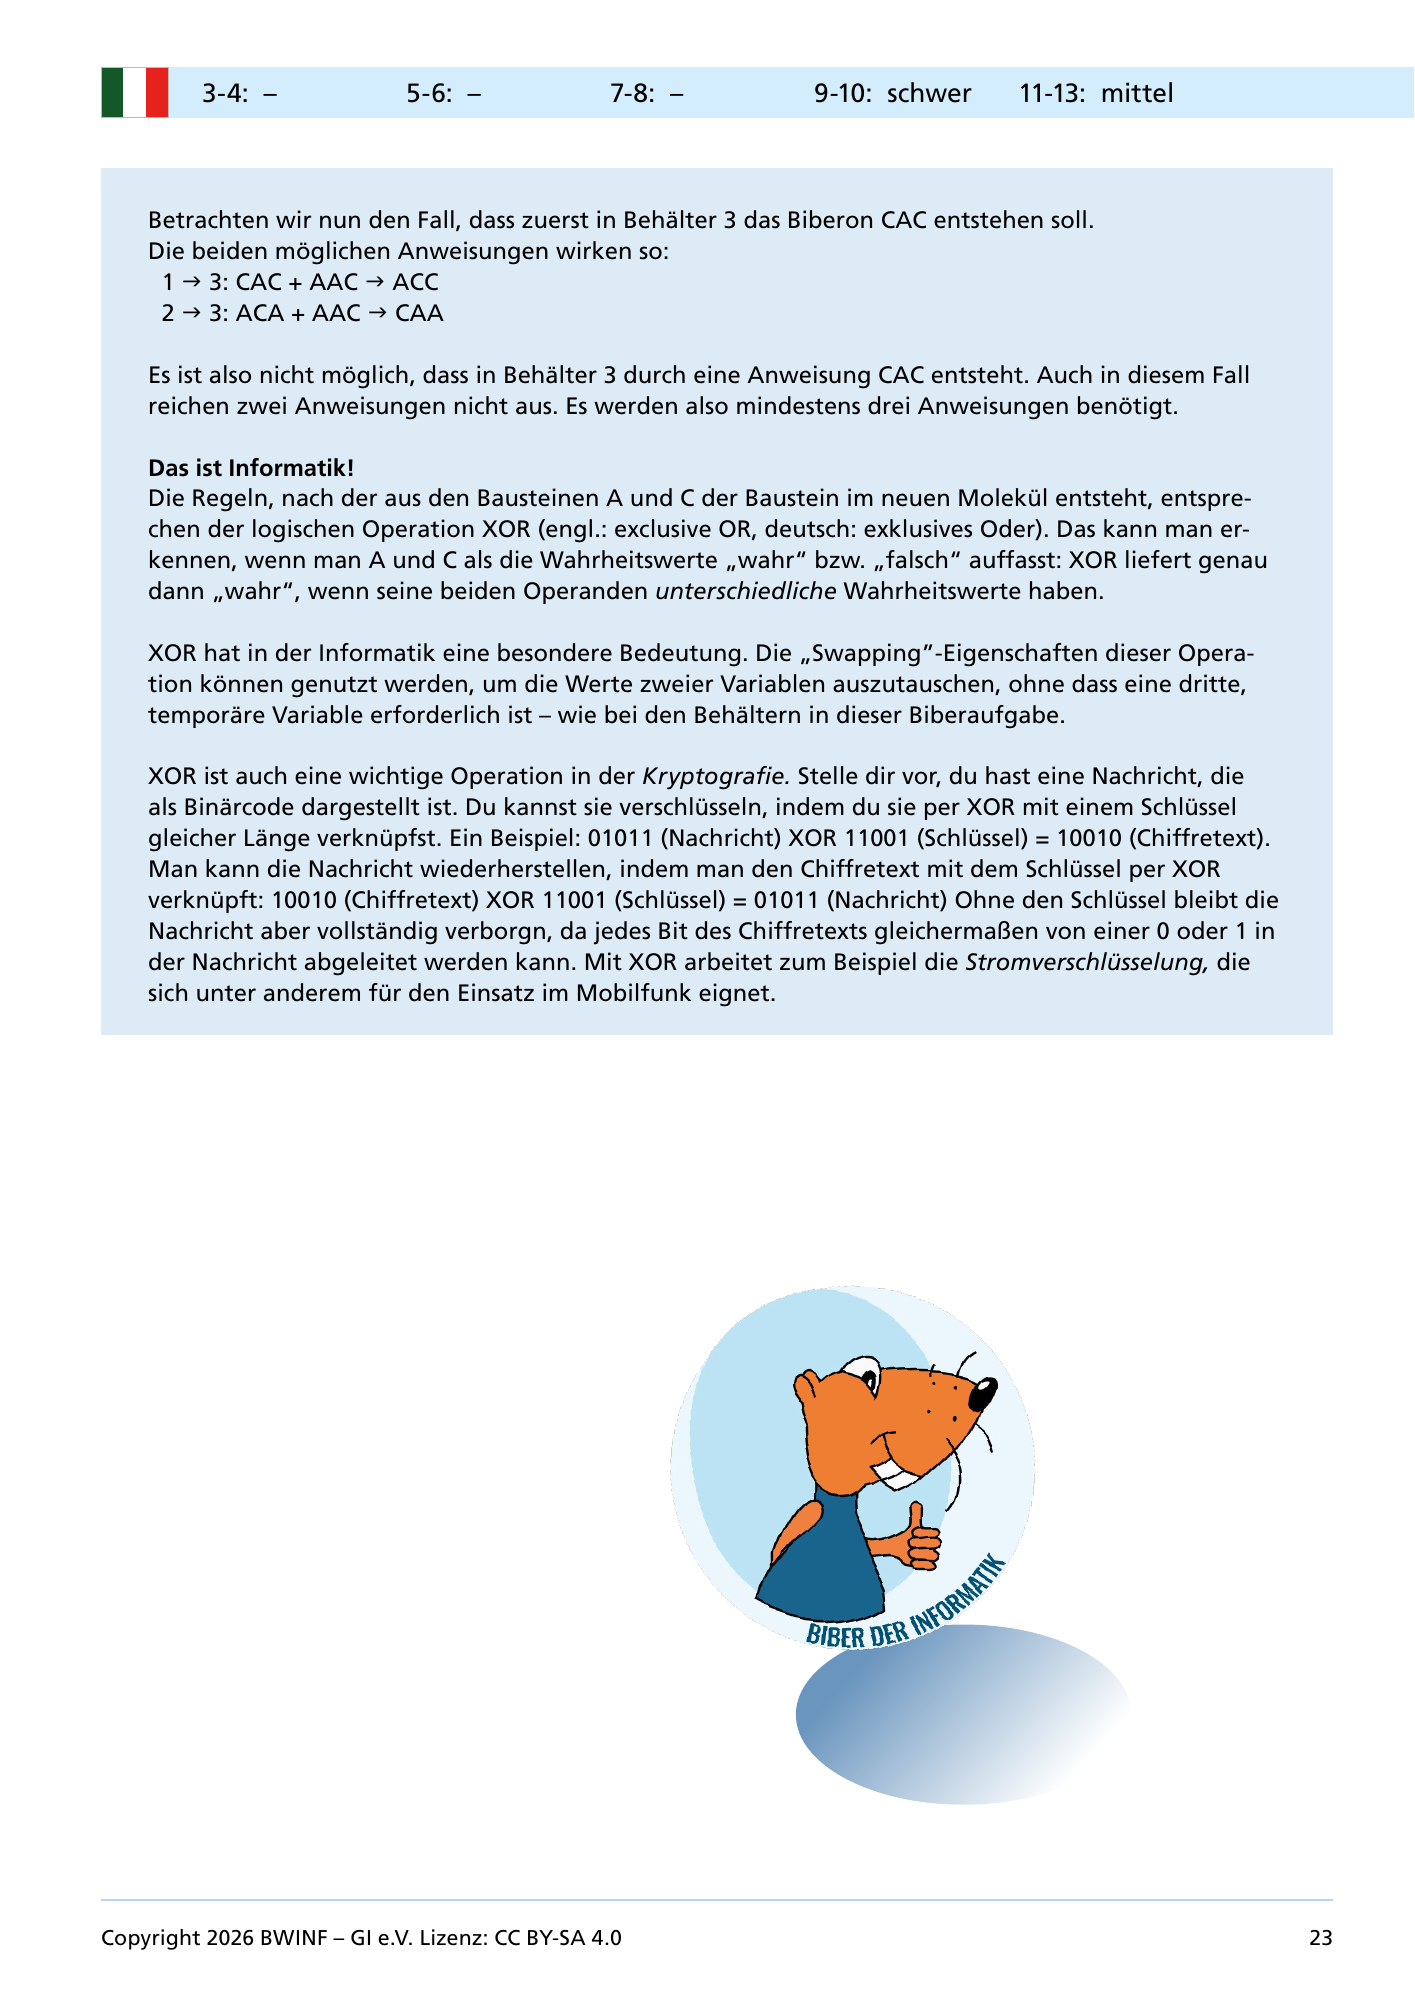 3-4: – 5-6: – 7-8: – 9-10: schwer 11-13: mittel
Betrachten wir nun den Fall, dass zuerst in Behälter 3 das Biberon CAC entstehen soll.
Die beiden möglichen Anweisungen wirken so:
1 → 3: CAC + AAC → ACC
2 → 3: ACA + AAC → CAA
Es ist also nicht möglich, dass in Behälter 3 durch eine Anweisung CAC entsteht. Auch in diesem Fall
reichen zwei Anweisungen nicht aus. Es werden also mindestens drei Anweisungen benötigt.
Das ist Informatik!
Die Regeln, nach der aus den Bausteinen A und C der Baustein im neuen Molekül entsteht, entspre-
chen der logischen Operation XOR (engl.: exclusive OR, deutsch: exklusives Oder). Das kann man er-
kennen, wenn man A und C als die Wahrheitswerte „wahr“ bzw. „falsch“ auffasst: XOR liefert genau
dann „wahr“, wenn seine beiden Operanden unterschiedliche Wahrheitswerte haben.
XOR hat in der Informatik eine besondere Bedeutung. Die „Swapping”-Eigenschaften dieser Opera-
tion können genutzt werden, um die Werte zweier Variablen auszutauschen, ohne dass eine dritte,
temporäre Variable erforderlich ist – wie bei den Behältern in dieser Biberaufgabe.
XOR ist auch eine wichtige Operation in der Kryptografie. Stelle dir vor, du hast eine Nachricht, die
als Binärcode dargestellt ist. Du kannst sie verschlüsseln, indem du sie per XOR mit einem Schlüssel
gleicher Länge verknüpfst. Ein Beispiel: 01011 (Nachricht) XOR 11001 (Schlüssel) = 10010 (Chiffretext).
Man kann die Nachricht wiederherstellen, indem man den Chiffretext mit dem Schlüssel per XOR
verknüpft: 10010 (Chiffretext) XOR 11001 (Schlüssel) = 01011 (Nachricht) Ohne den Schlüssel bleibt die
Nachricht aber vollständig verborgn, da jedes Bit des Chiffretexts gleichermaßen von einer 0 oder 1 in
der Nachricht abgeleitet werden kann. Mit XOR arbeitet zum Beispiel die Stromverschlüsselung, die
sich unter anderem für den Einsatz im Mobilfunk eignet.
BIBER DER INFORMATIK
Copyright 2026 BWINF – GI e.V. Lizenz: CC BY-SA 4.0 23